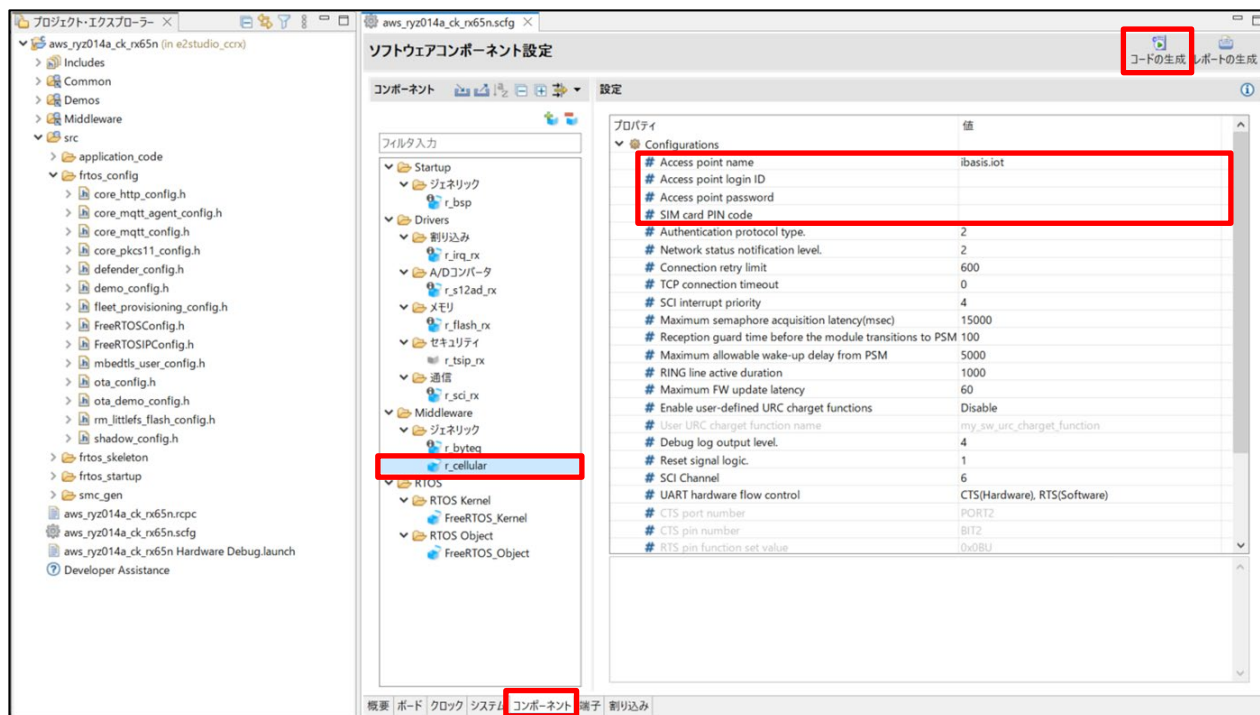 プロジェクト・エクスプローラー
aws_ryz014a_ck_rx65n (in e2studio_ccrx)
Includes
Common
Demos
Middleware
src
application_code
frtos_config
core_http_config.h
core_mqtt_agent_config.h
core_mqtt_config.h
core_pkcs11_config.h
defender_config.h
demo_config.h
fleet_provisioning_config.h
FreeRTOSConfig.h
FreeRTOSIPConfig.h
mbedtls_user_config.h
ota_config.h
ota_demo_config.h
rm_littlefs_flash_config.h
shadow_config.h
frtos_skeleton
frtos_startup
smc_gen
aws_ryz014a_ck_rx65n.rcpc
aws_ryz014a_ck_rx65n.scfg
aws_ryz014a_ck_rx65n Hardware Debug.launch
Developer Assistance
aws_ryz014a_ck_rx65n.scfg
ソフトウェアコンポーネント設定
コードの生成 レポートの生成
コンポーネント
フィルタ入力
Startup
ジェネリック
r_bsp
Drivers
割り込み
r_irq_rx
A/Dコンバータ
r_s12ad_rx
メモリ
r_flash_rx
セキュリティ
r_tsip_rx
通信
r_sci_rx
Middleware
ジェネリック
r_byteq
r_cellular
RTOS
RTOS Kernel
FreeRTOS_Kernel
RTOS Object
FreeRTOS_Object
設定
プロパティ 値
Configurations
# Access point name ibasis.iot
# Access point login ID
# Access point password
# SIM card PIN code
# Authentication protocol type. 2
# Network status notification level. 2
# Connection retry limit 600
# TCP connection timeout 0
# SCI interrupt priority 4
# Maximum semaphore acquisition latency(msec) 15000
# Reception guard time before the module transitions to PSM 100
# Maximum allowable wake-up delay from PSM 5000
# RING line active duration 1000
# Maximum FW update latency 60
# Enable user-defined URC charget functions Disable
# User URC charget function name my_sw_urc_charget_function
# Debug log output level. 4
# Reset signal logic. 1
# SCI Channel 6
# UART hardware flow control CTS(Hardware), RTS(Software)
# CTS port number PORT2
# CTS pin number BIT2
# RTS pin function set value 0x0BU
概要 ボード クロック システム コンポーネント 端子 割り込み